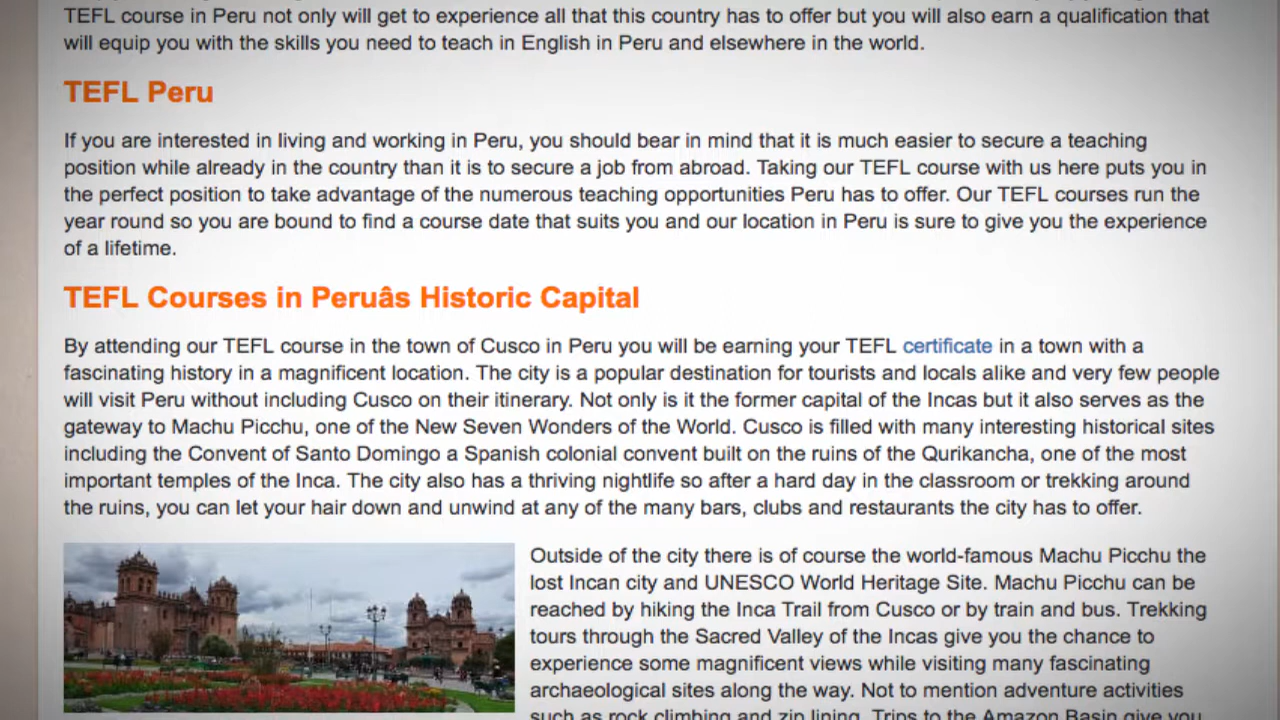 TEFL course in Peru not only will get to experience all that this country has to offer but you will also earn a qualification that
will equip you with the skills you need to teach in English in Peru and elsewhere in the world.
TEFL Peru
If you are interested in living and working in Peru, you should bear in mind that it is much easier to secure a teaching
position while already in the country than it is to secure a job from abroad. Taking our TEFL course with us here puts you in
the perfect position to take advantage of the numerous teaching opportunities Peru has to offer. Our TEFL courses run the
year round so you are bound to find a course date that suits you and our location in Peru is sure to give you the experience
of a lifetime.
TEFL Courses in Peruâs Historic Capital
By attending our TEFL course in the town of Cusco in Peru you will be earning your TEFL certificate in a town with a
fascinating history in a magnificent location. The city is a popular destination for tourists and locals alike and very few people
will visit Peru without including Cusco on their itinerary. Not only is it the former capital of the Incas but it also serves as the
gateway to Machu Picchu, one of the New Seven Wonders of the World. Cusco is filled with many interesting historical sites
including the Convent of Santo Domingo a Spanish colonial convent built on the ruins of the Qurikancha, one of the most
important temples of the Inca. The city also has a thriving nightlife so after a hard day in the classroom or trekking around
the ruins, you can let your hair down and unwind at any of the many bars, clubs and restaurants the city has to offer.
Outside of the city there is of course the world-famous Machu Picchu the
lost Incan city and UNESCO World Heritage Site. Machu Picchu can be
reached by hiking the Inca Trail from Cusco or by train and bus. Trekking
tours through the Sacred Valley of the Incas give you the chance to
experience some magnificent views while visiting many fascinating
archaeological sites along the way. Not to mention adventure activities
such as rock climbing and zip lining. Trips to the Amazon Basin give you